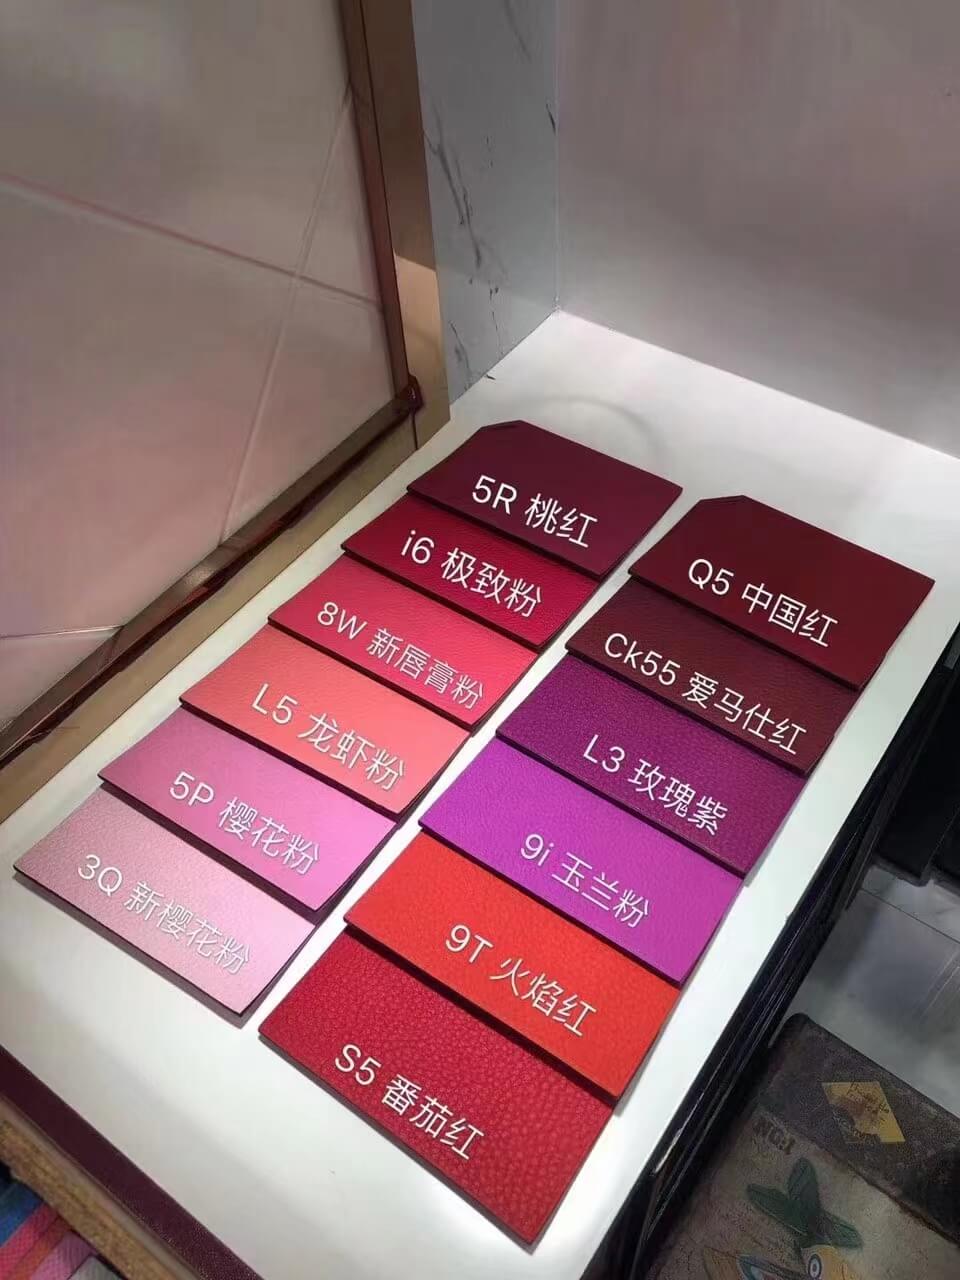 5R 桃红
i6 极致粉
8W 新唇膏粉
L5 龙虾粉
5P 樱花粉
3Q 新樱花粉
Q5 中国红
Ck55 爱马仕红
L3 玫瑰紫
9i 玉兰粉
9T 火焰红
S5 番茄红